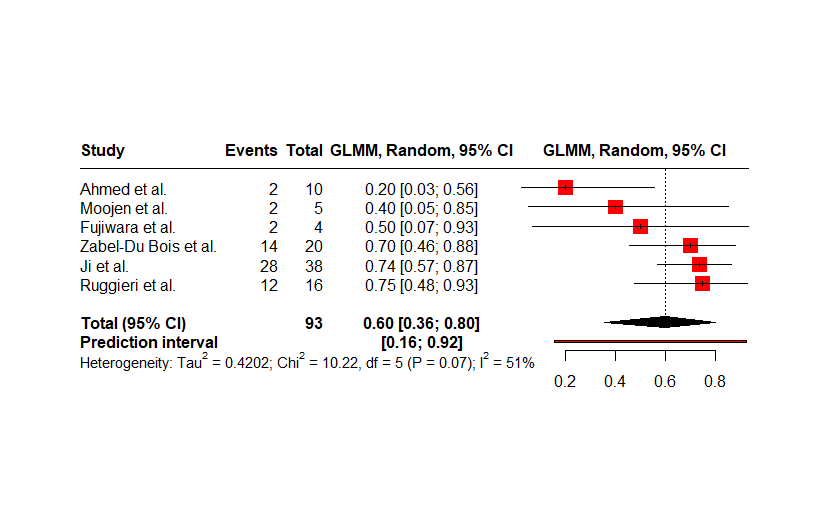 Study Events Total GLMM, Random, 95% CI GLMM, Random, 95% CI
Ahmed et al. 2 10 0.20 [0.03; 0.56]
Moojen et al. 2 5 0.40 [0.05; 0.85]
Fujiwara et al. 2 4 0.50 [0.07; 0.93]
Zabel-Du Bois et al. 14 20 0.70 [0.46; 0.88]
Ji et al. 28 38 0.74 [0.57; 0.87]
Ruggieri et al. 12 16 0.75 [0.48; 0.93]
Total (95% CI) 93 0.60 [0.36; 0.80]
Prediction interval [0.16; 0.92]
Heterogeneity: Tau² = 0.4202; Chi² = 10.22, df = 5 (P = 0.07); I² = 51%
0.2 0.4 0.6 0.8